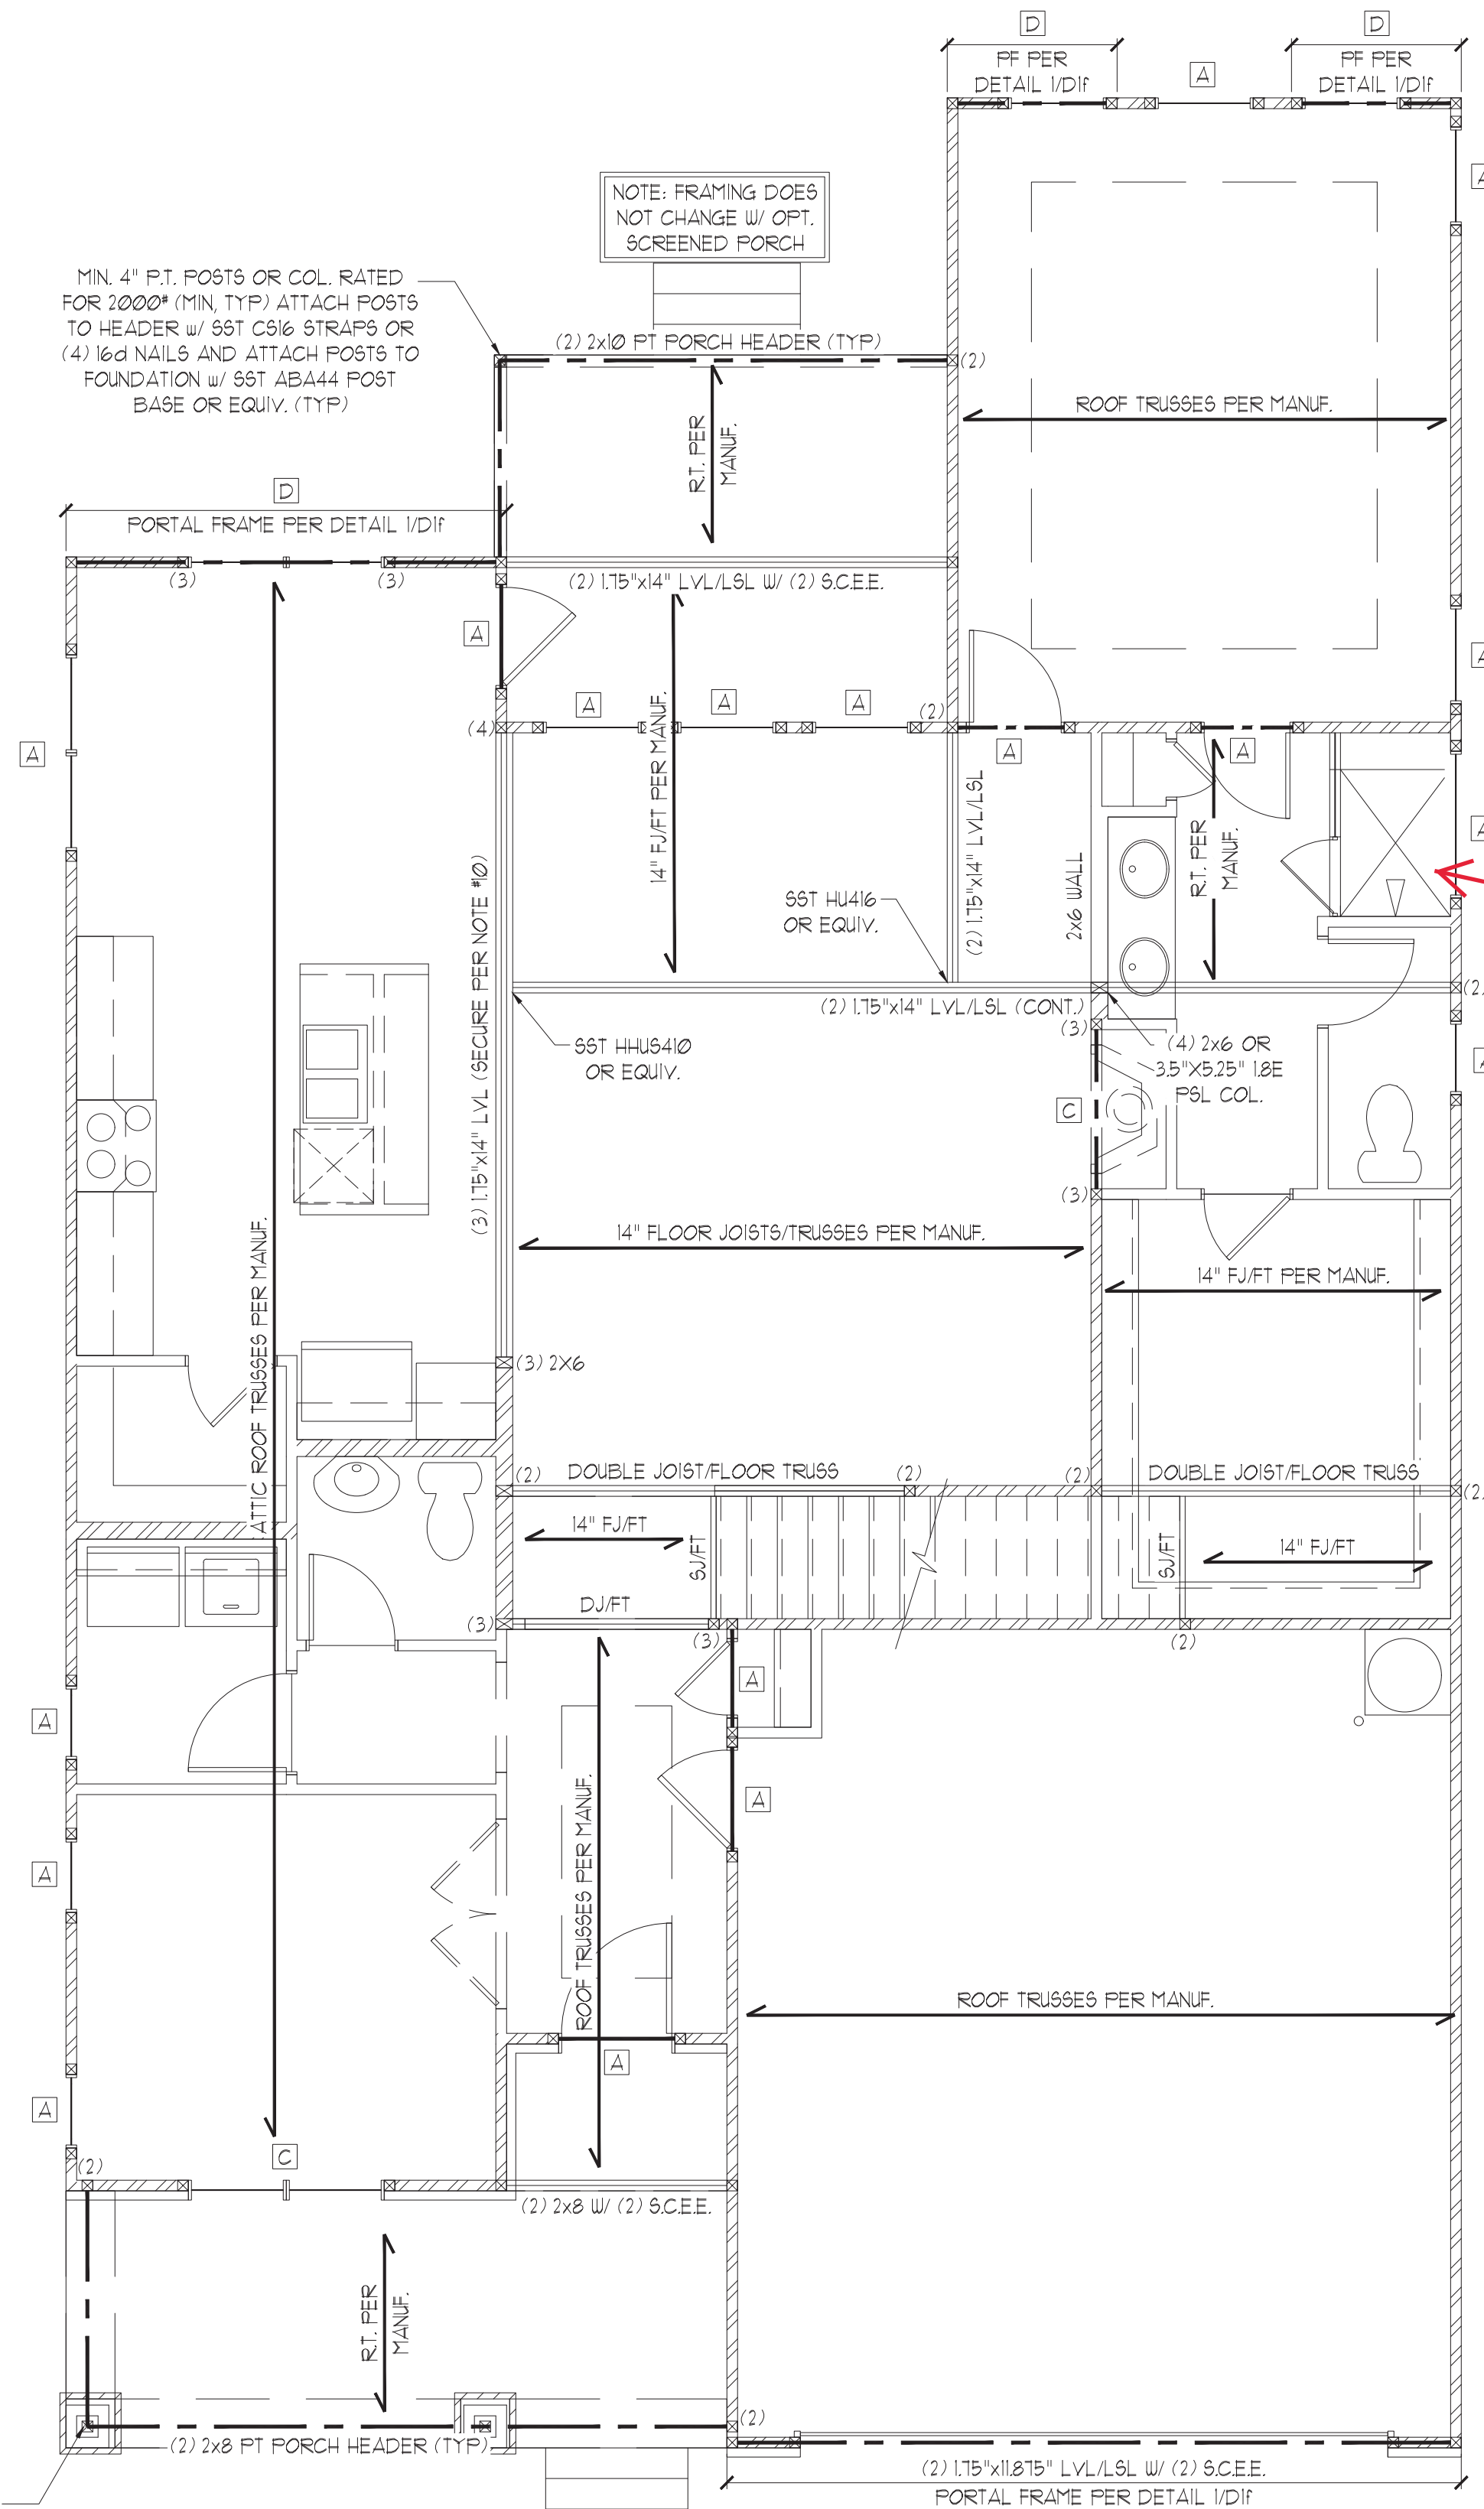 D
D
PF PER
DETAIL 1/D1f
A
PF PER
DETAIL 1/D1f
A
NOTE: FRAMING DOES
NOT CHANGE W/ OPT.
SCREENED PORCH
MIN. 4" P.T. POSTS OR COL. RATED
FOR 2000# (MIN, TYP) ATTACH POSTS
TO HEADER w/ SST CS16 STRAPS OR
(4) 16d NAILS AND ATTACH POSTS TO
FOUNDATION w/ SST ABA44 POST
BASE OR EQUIV. (TYP)
(2) 2x10 PT PORCH HEADER (TYP)
(2)
ROOF TRUSSES PER MANUF.
R.T. PER
MANUF.
D
PORTAL FRAME PER DETAIL 1/D1f
(3)
(3)
(2) 1.75"x14" LVL/LSL W/ (2) S.C.E.E.
A
A
A
A
A
(2)
(4)
A
A
A
14" FJ/FT PER MANUF.
(2) 1.75"x14" LVL/LSL
2x6 WALL
R.T. PER
MANUF.
A
(3) 1.75"x14" LVL (SECURE PER NOTE #10)
SST HU416
OR EQUIV.
(2)
(2) 1.75"x14" LVL/LSL (CONT.)
(3)
SST HHUS410
OR EQUIV.
(4) 2x6 OR
3.5"X5.25" 1.8E
PSL COL.
A
C
(3)
14" FLOOR JOISTS/TRUSSES PER MANUF.
14" FJ/FT PER MANUF.
ATTIC ROOF TRUSSES PER MANUF.
(3) 2X6
(2)
DOUBLE JOIST/FLOOR TRUSS
(2)
(2)
DOUBLE JOIST/FLOOR TRUSS
(2)
14" FJ/FT
SJ/FT
SJ/FT
14" FJ/FT
DJ/FT
(3)
(3)
(2)
A
A
A
A
ROOF TRUSSES PER MANUF.
ROOF TRUSSES PER MANUF.
A
A
C
(2)
(2) 2x8 W/ (2) S.C.E.E.
R.T. PER
MANUF.
(2)
(2) 2x8 PT PORCH HEADER (TYP)
(2) 1.75"x11.875" LVL/LSL W/ (2) S.C.E.E.
PORTAL FRAME PER DETAIL 1/D1f